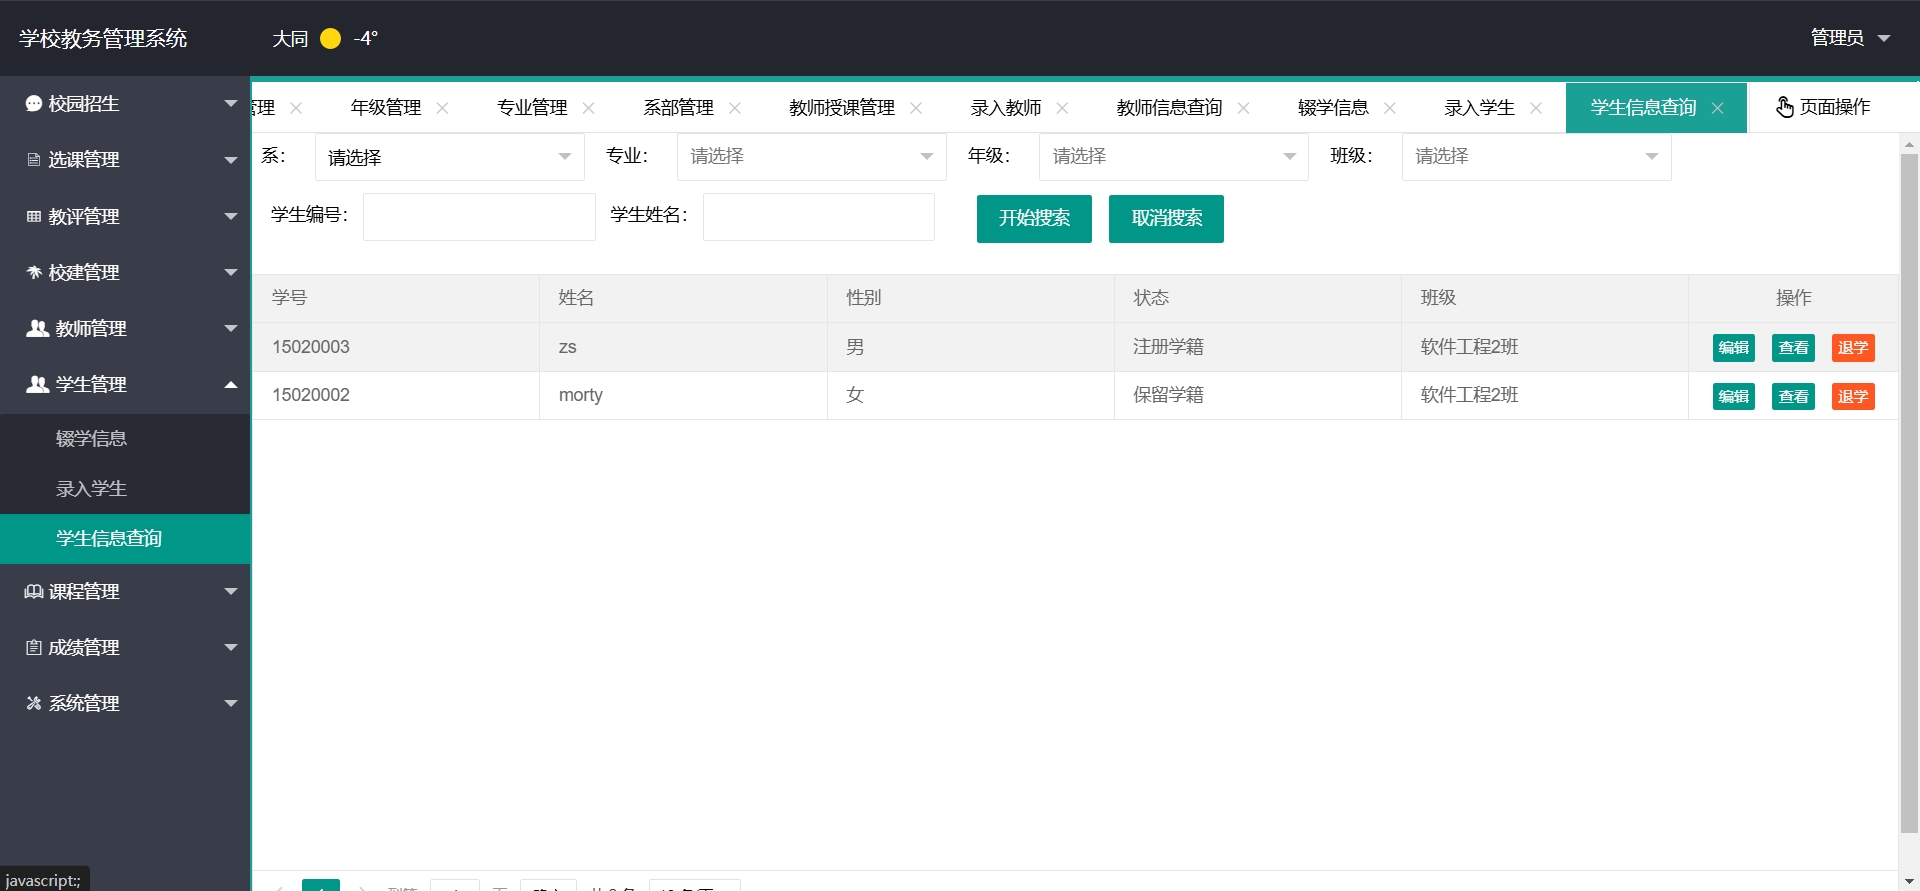 学校教务管理系统 大同 -4° 管理员
校园招生
选课管理
教评管理
校建管理
教师管理
学生管理
辍学信息
录入学生
学生信息查询
课程管理
成绩管理
系统管理
管理 年级管理 专业管理 系部管理 教师授课管理 录入教师 教师信息查询 辍学信息 录入学生 学生信息查询 页面操作
系： 请选择 专业： 请选择 年级： 请选择 班级： 请选择
学生编号： 学生姓名： 开始搜索 取消搜索
学号 姓名 性别 状态 班级 操作
15020003 zs 男 注册学籍 软件工程2班 编辑 查看 退学
15020002 morty 女 保留学籍 软件工程2班 编辑 查看 退学
javascript:;